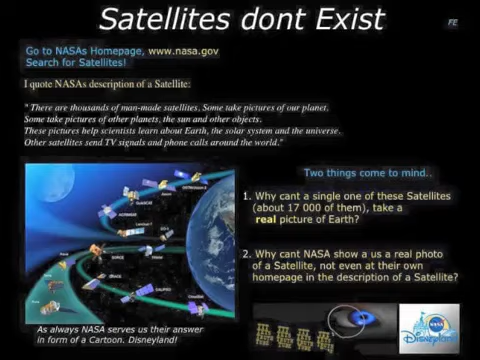 Satellites dont Exist
FE
Go to NASAs Homepage, www.nasa.gov
Search for Satellites!
I quote NASAs description of a Satellite:
" There are thousands of man-made satellites, Some take pictures of our planet.
Some take pictures of other planets, the sun and other objects.
These pictures help scientists learn about Earth, the solar system and the universe.
Other satellites send TV signals and phone calls around the world."
Two things come to mind..
1. Why cant a single one of these Satellites
(about 17 000 of them), take a
real picture of Earth?
2. Why cant NASA show a us a real photo
of a Satellite, not even at their own
homepage in the description of a Satellite?
QuikSCAT
SORCE
GRACE
CALIPSO
CloudSat
As always NASA serves us their answer
in form of a Cartoon. Disneyland!
NASA
Disneyland